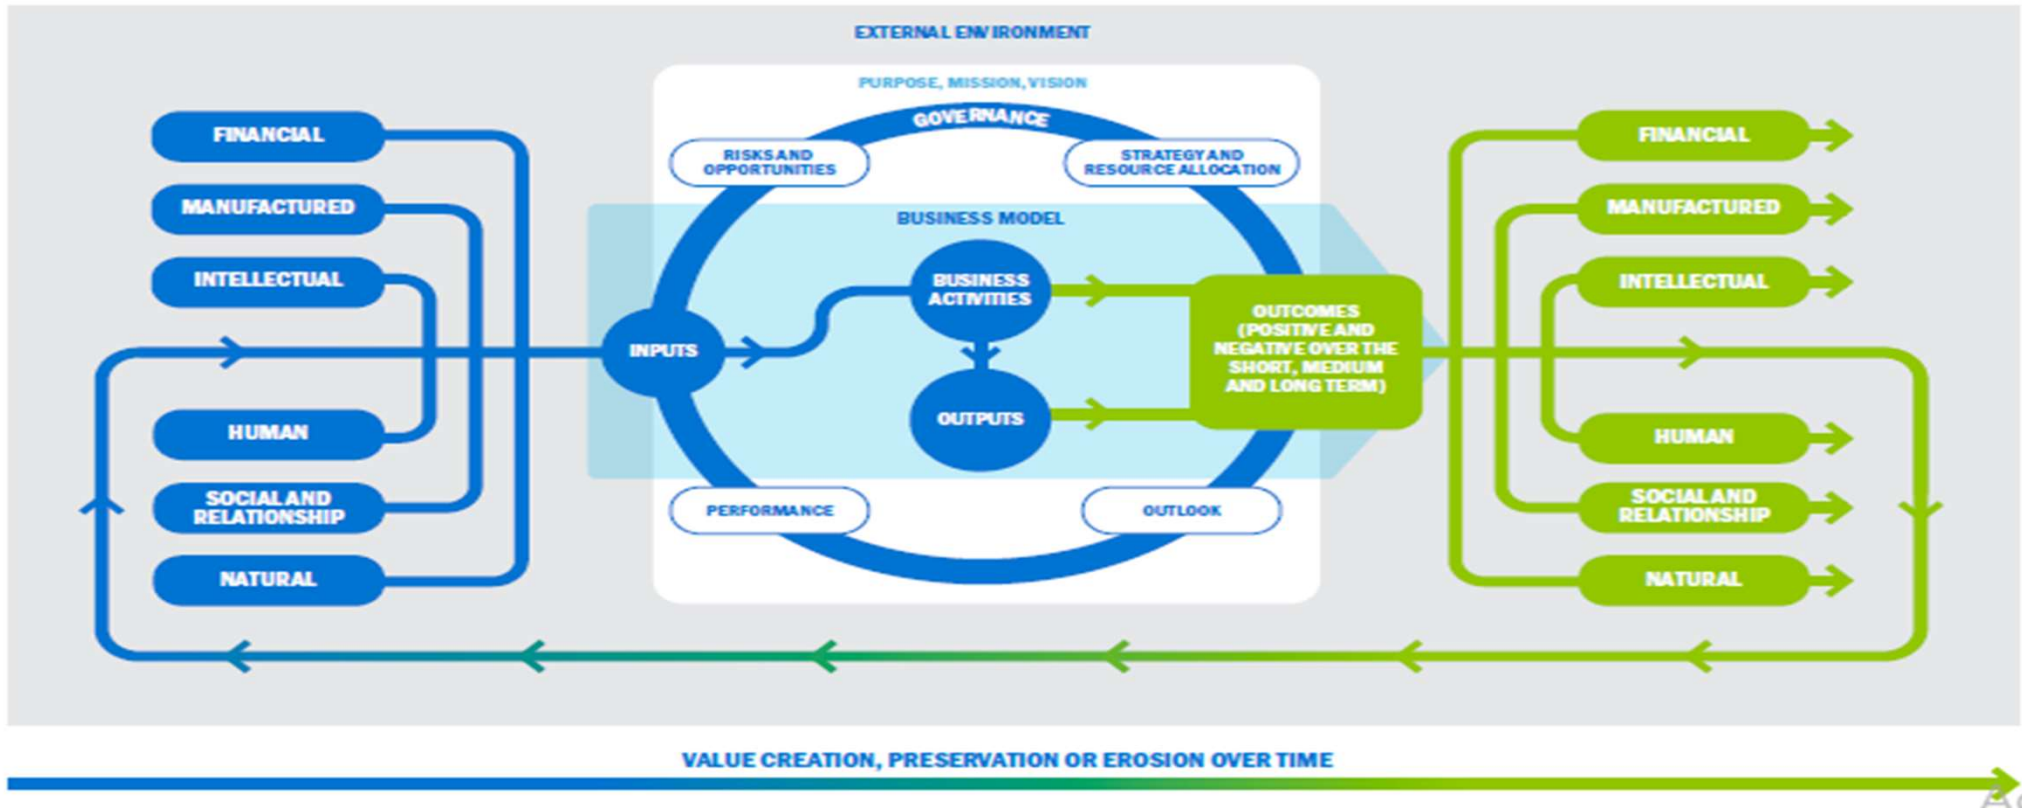 EXTERNAL ENVIRONMENT
PURPOSE, MISSION, VISION
GOVERNANCE
FINANCIAL
MANUFACTURED
INTELLECTUAL
HUMAN
SOCIAL AND
RELATIONSHIP
NATURAL
RISKS AND
OPPORTUNITIES
STRATEGY AND
RESOURCE ALLOCATION
BUSINESS MODEL
INPUTS
BUSINESS
ACTIVITIES
OUTPUTS
OUTCOMES
(POSITIVE AND
NEGATIVE OVER THE
SHORT, MEDIUM
AND LONG TERM)
PERFORMANCE
OUTLOOK
FINANCIAL
MANUFACTURED
INTELLECTUAL
HUMAN
SOCIAL AND
RELATIONSHIP
NATURAL
VALUE CREATION, PRESERVATION OR EROSION OVER TIME